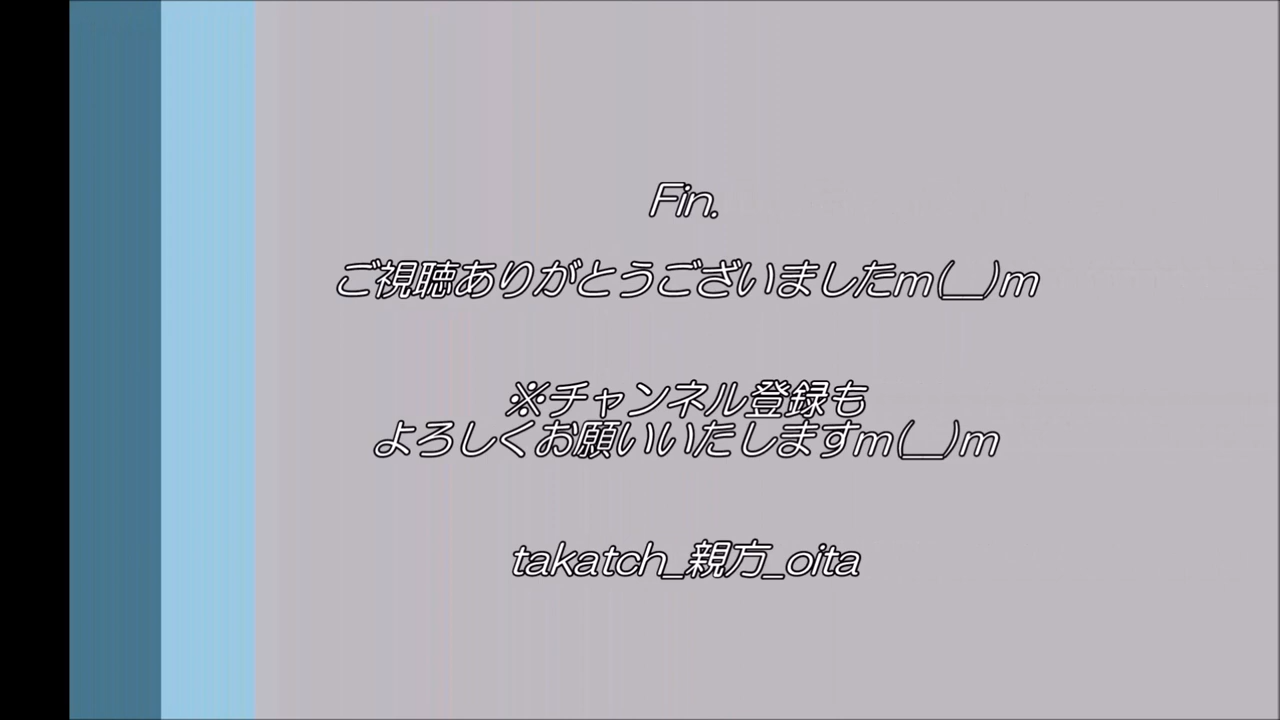 Fin.
ご視聴ありがとうございましたm(__)m
※チャンネル登録も
よろしくお願いいたしますm(__)m
takatch_親方_oita